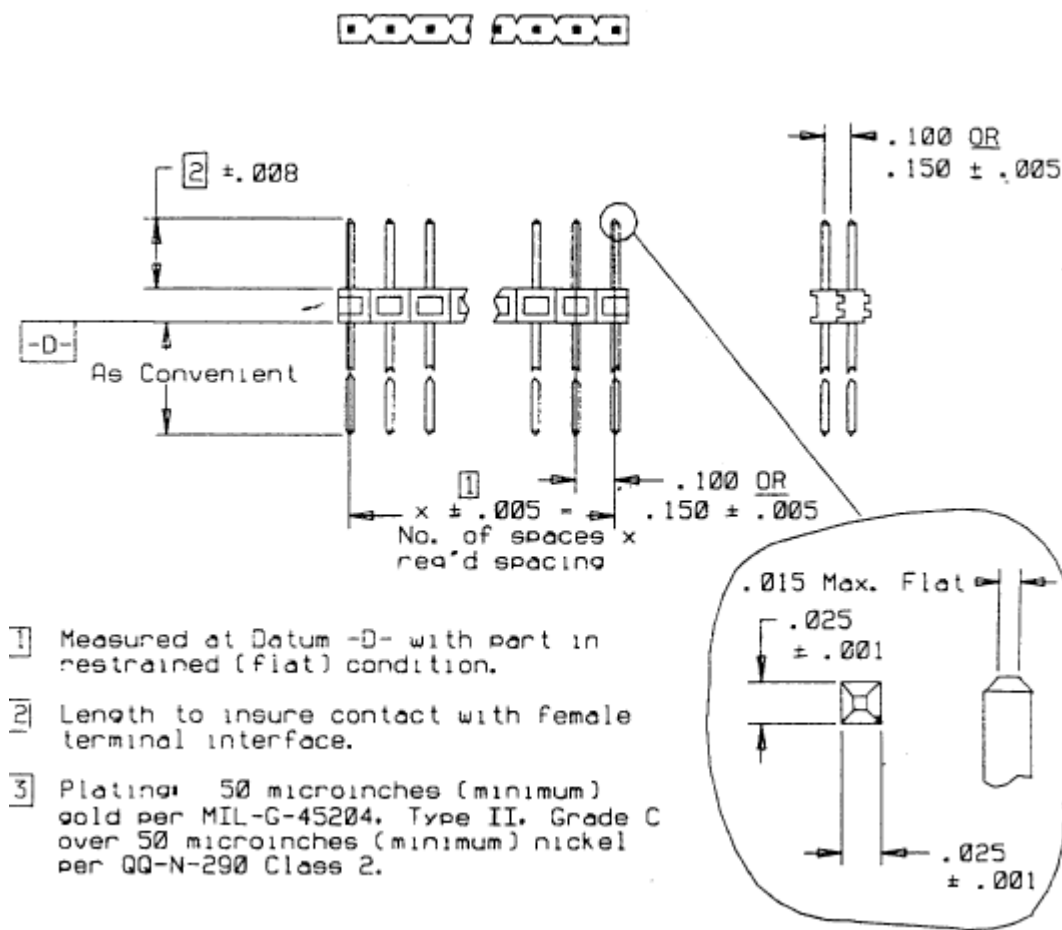 .100 OR
.150 ± .005
[2] ±.008
-D-
As Convenient
[1]
.100 OR
x ± .005 = .150 ± .005
No. of spaces x
req'd spacing
.015 Max. Flat
.025
± .001
.025
± .001
[1] Measured at Datum -D- with part in
restrained (flat) condition.
[2] Length to insure contact with female
terminal interface.
[3] Plating: 50 microinches (minimum)
gold per MIL-G-45204. Type II. Grade C
over 50 microinches (minimum) nickel
per QQ-N-290 Class 2.